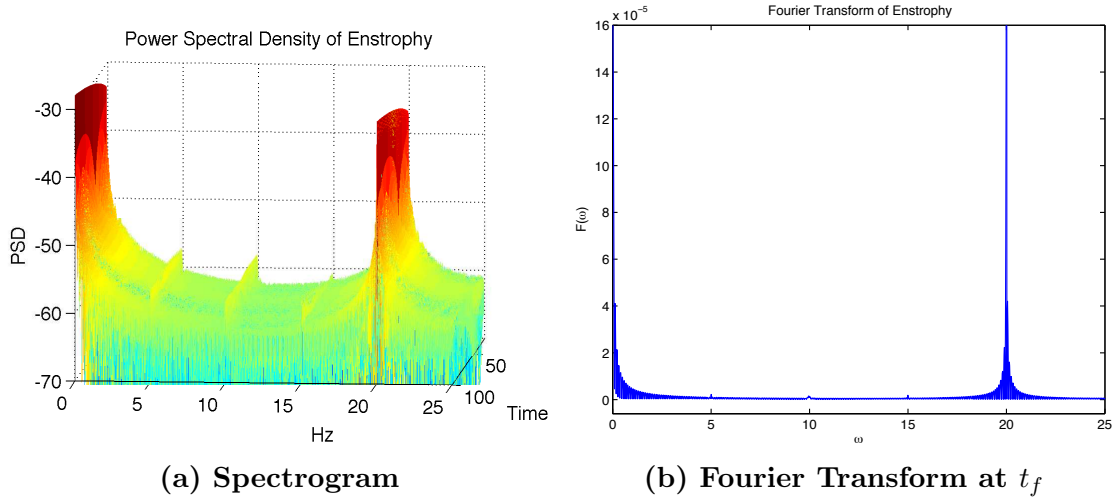 Power Spectral Density of Enstrophy
-30
-40
-50
-60
-70
PSD
0
5
10
15
20
25
100
50
Time
Hz
(a) Spectrogram
Fourier Transform of Enstrophy
x 10⁻⁵
16
14
12
10
8
6
4
2
0
F(ω)
0
5
10
15
20
25
ω
(b) Fourier Transform at t_f